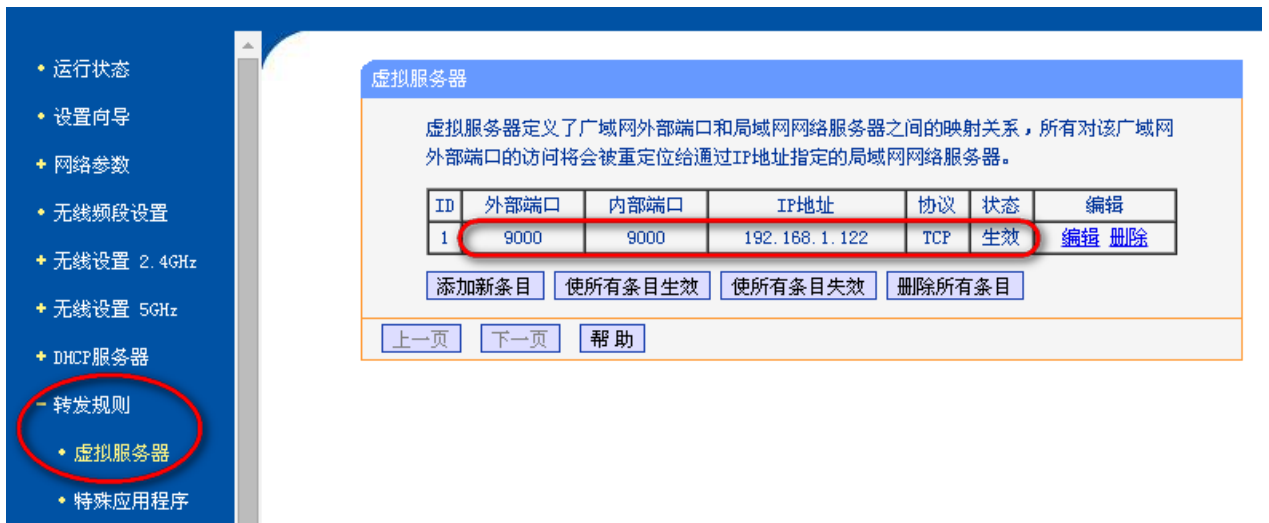 运行状态
设置向导
网络参数
无线频段设置
无线设置 2.4GHz
无线设置 5GHz
DHCP服务器
转发规则
虚拟服务器
特殊应用程序
虚拟服务器
虚拟服务器定义了广域网外部端口和局域网网络服务器之间的映射关系，所有对该广域网
外部端口的访问将会被重定位给通过IP地址指定的局域网网络服务器。
ID 外部端口 内部端口 IP地址 协议 状态 编辑
1 9000 9000 192.168.1.122 TCP 生效 编辑 删除
添加新条目 使所有条目生效 使所有条目失效 删除所有条目
上一页 下一页 帮助